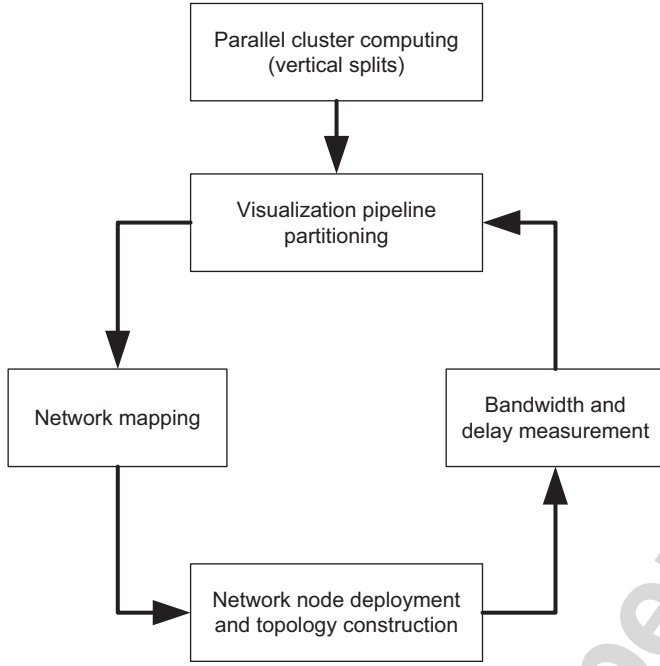 Parallel cluster computing
(vertical splits)
Visualization pipeline
partitioning
Network mapping
Bandwidth and
delay measurement
Network node deployment
and topology construction